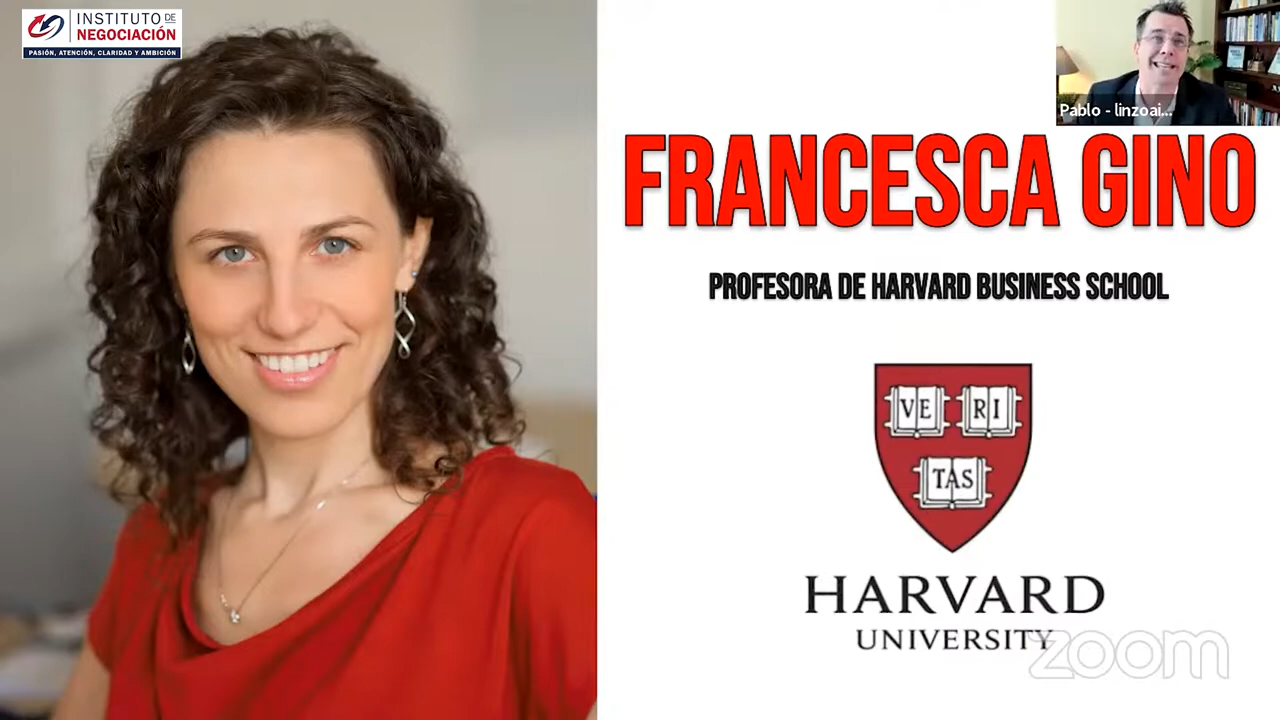 INSTITUTO DE
NEGOCIACIÓN
PASIÓN, ATENCIÓN, CLARIDAD Y AMBICIÓN
Pablo - linzoai...
FRANCESCA GINO
PROFESORA DE HARVARD BUSINESS SCHOOL
VE RI
TAS
HARVARD
UNIVERSITY
zoom